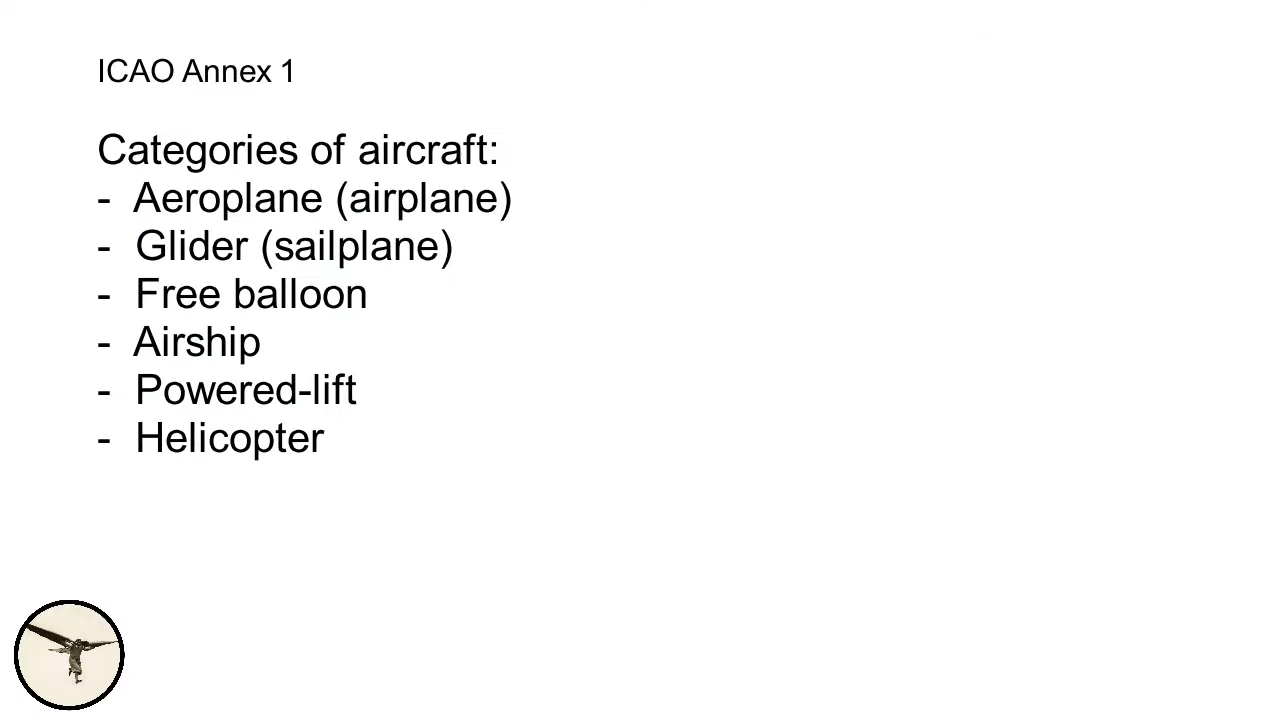 ICAO Annex 1
Categories of aircraft:
- Aeroplane (airplane)
- Glider (sailplane)
- Free balloon
- Airship
- Powered-lift
- Helicopter